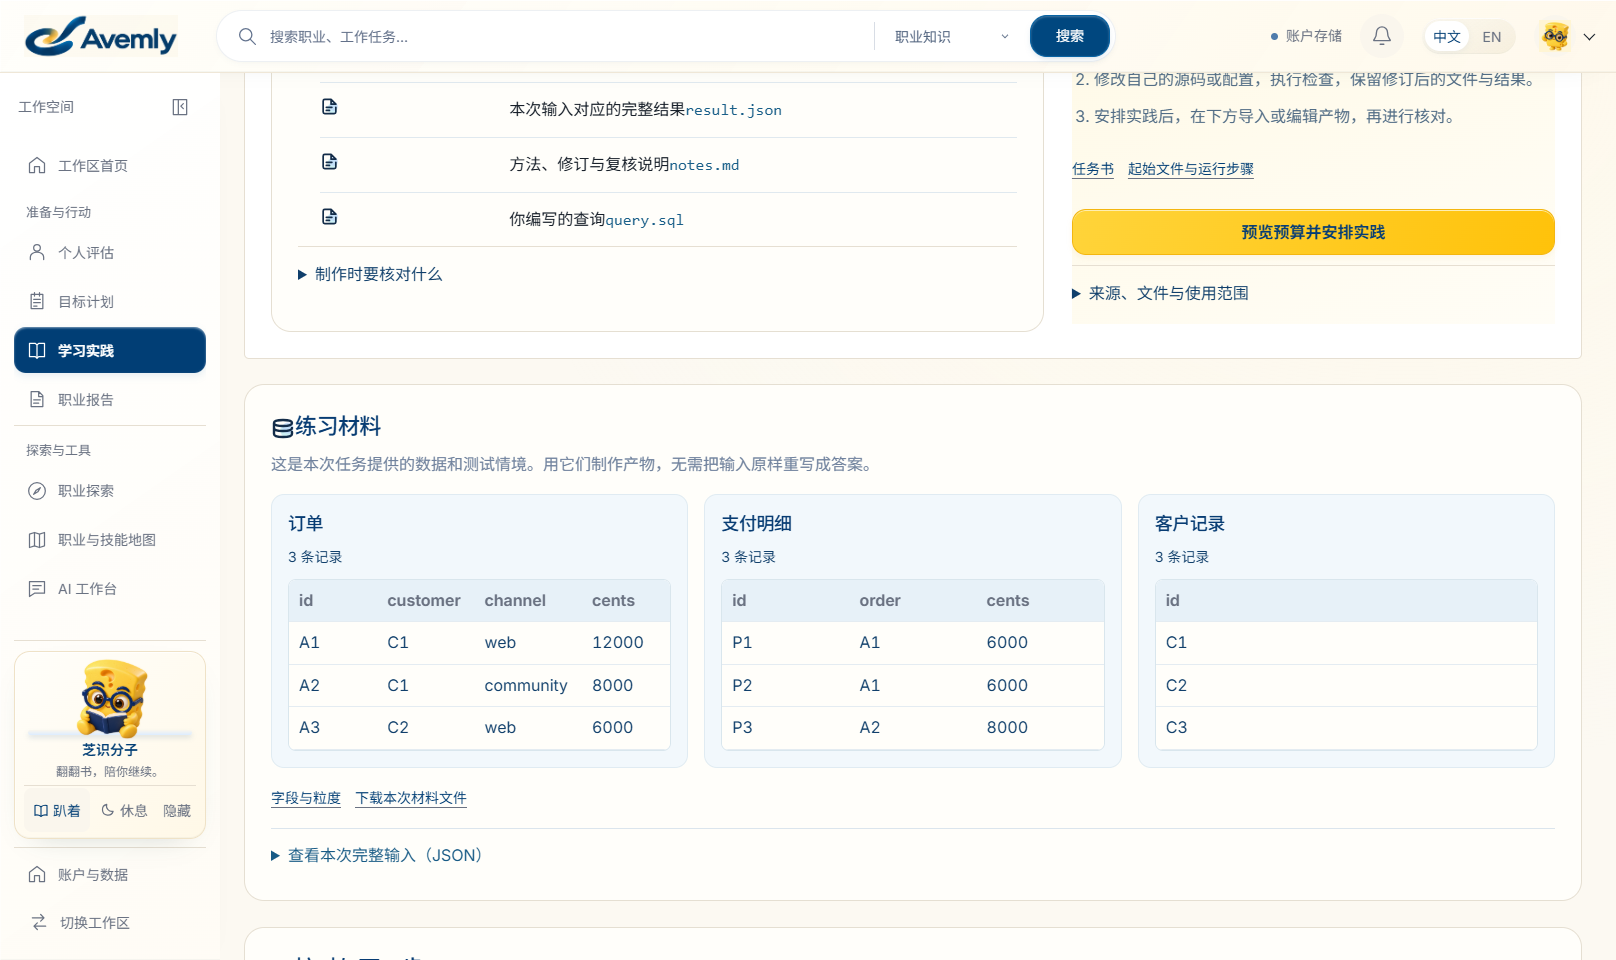 Avemly
搜索职业、工作任务...
职业知识
搜索
账户存储
中文
EN
工作空间
工作区首页
准备与行动
个人评估
目标计划
学习实践
职业报告
探索与工具
职业探索
职业与技能地图
AI 工作台
芝识分子
翻翻书，陪你继续。
趴着
休息
隐藏
账户与数据
切换工作区
本次输入对应的完整结果result.json
方法、修订与复核说明notes.md
你编写的查询query.sql
制作时要核对什么
2. 修改自己的源码或配置，执行检查，保留修订后的文件与结果。
3. 安排实践后，在下方导入或编辑产物，再进行核对。
任务书 起始文件与运行步骤
预览预算并安排实践
来源、文件与使用范围
练习材料
这是本次任务提供的数据和测试情境。用它们制作产物，无需把输入原样重写成答案。
订单
3 条记录
id customer channel cents
A1 C1 web 12000
A2 C1 community 8000
A3 C2 web 6000
支付明细
3 条记录
id order cents
P1 A1 6000
P2 A1 6000
P3 A2 8000
客户记录
3 条记录
id
C1
C2
C3
字段与粒度 下载本次材料文件
查看本次完整输入（JSON）